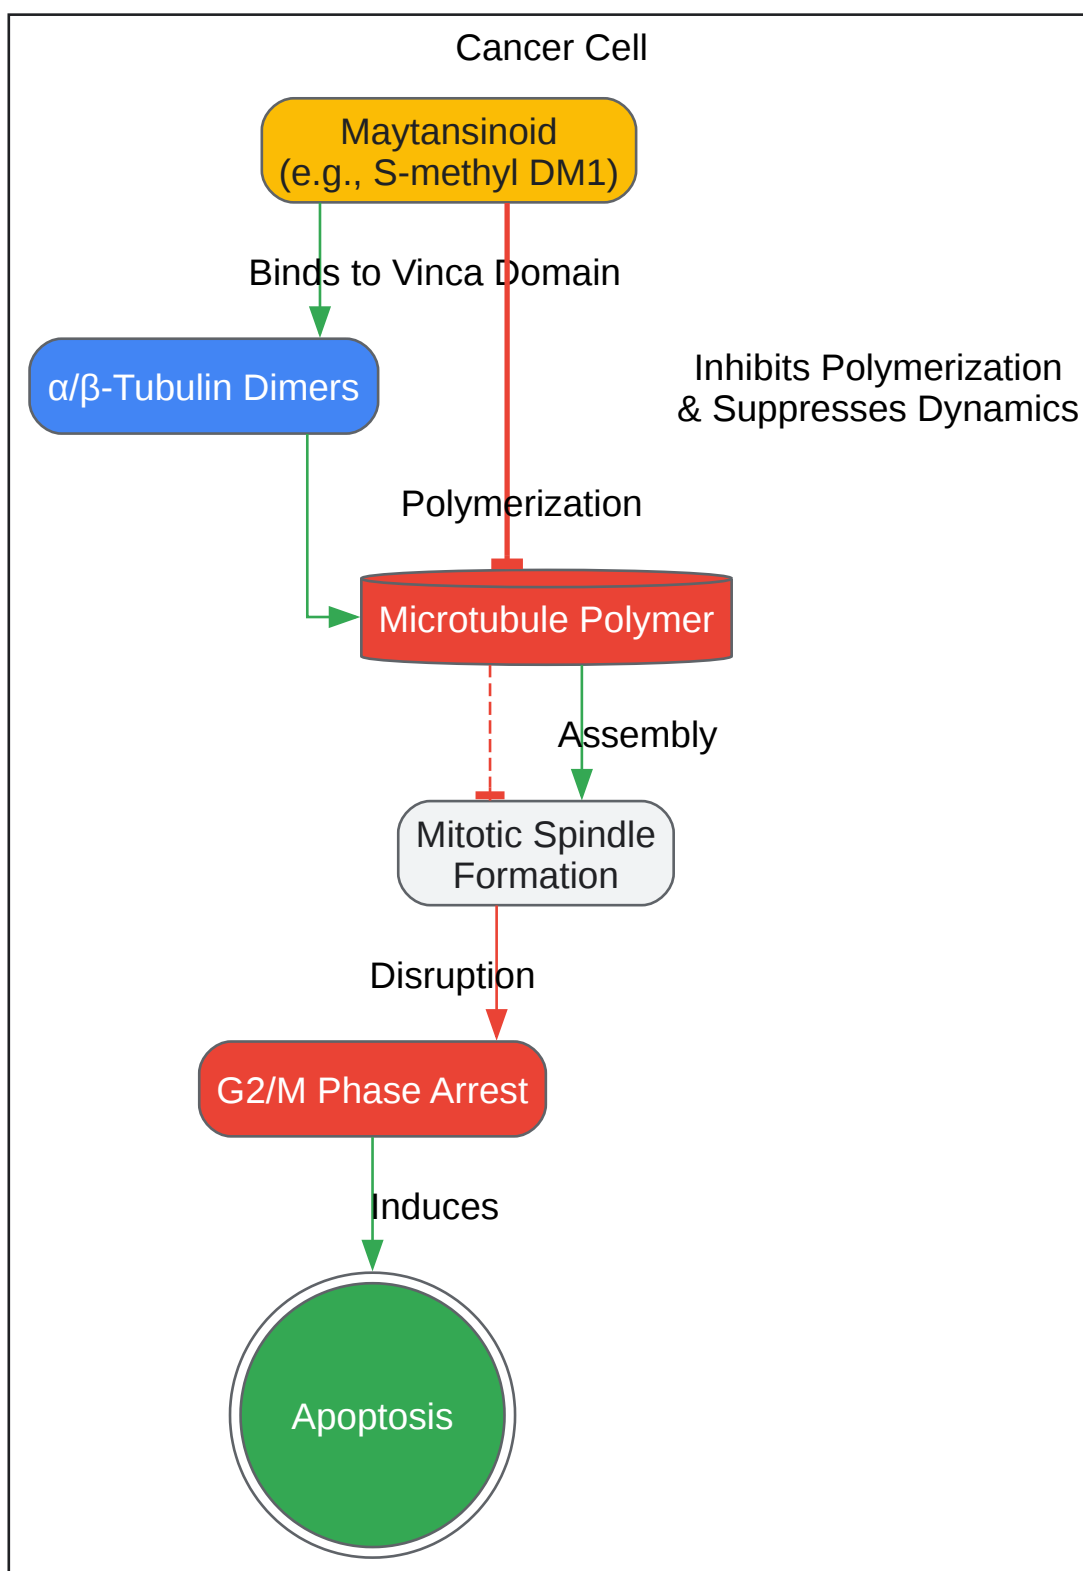 Cancer Cell
Maytansinoid
(e.g., S-methyl DM1)
Binds to Vinca Domain
α/β-Tubulin Dimers
Inhibits Polymerization
& Suppresses Dynamics
Polymerization
Microtubule Polymer
Assembly
Mitotic Spindle
Formation
Disruption
G2/M Phase Arrest
Induces
Apoptosis